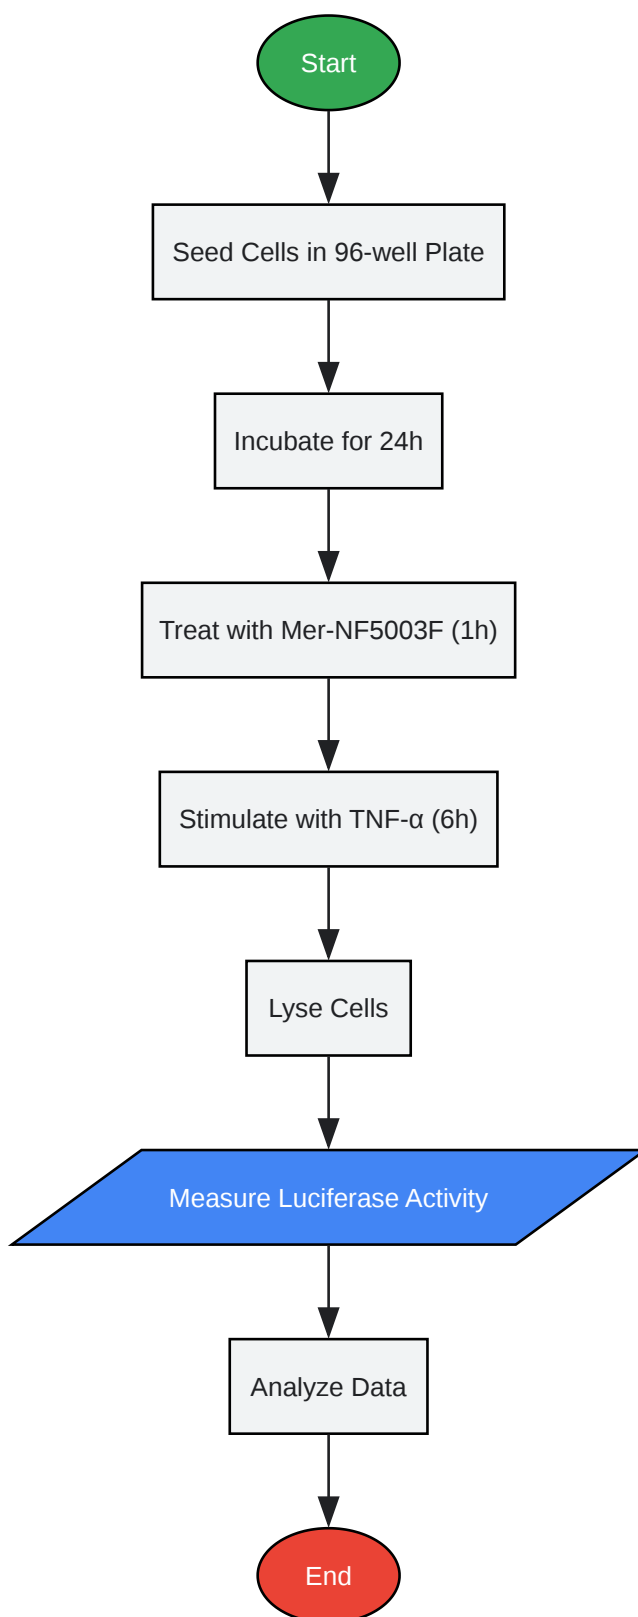 Start
Seed Cells in 96-well Plate
Incubate for 24h
Treat with Mer-NF5003F (1h)
Stimulate with TNF-α (6h)
Lyse Cells
Measure Luciferase Activity
Analyze Data
End